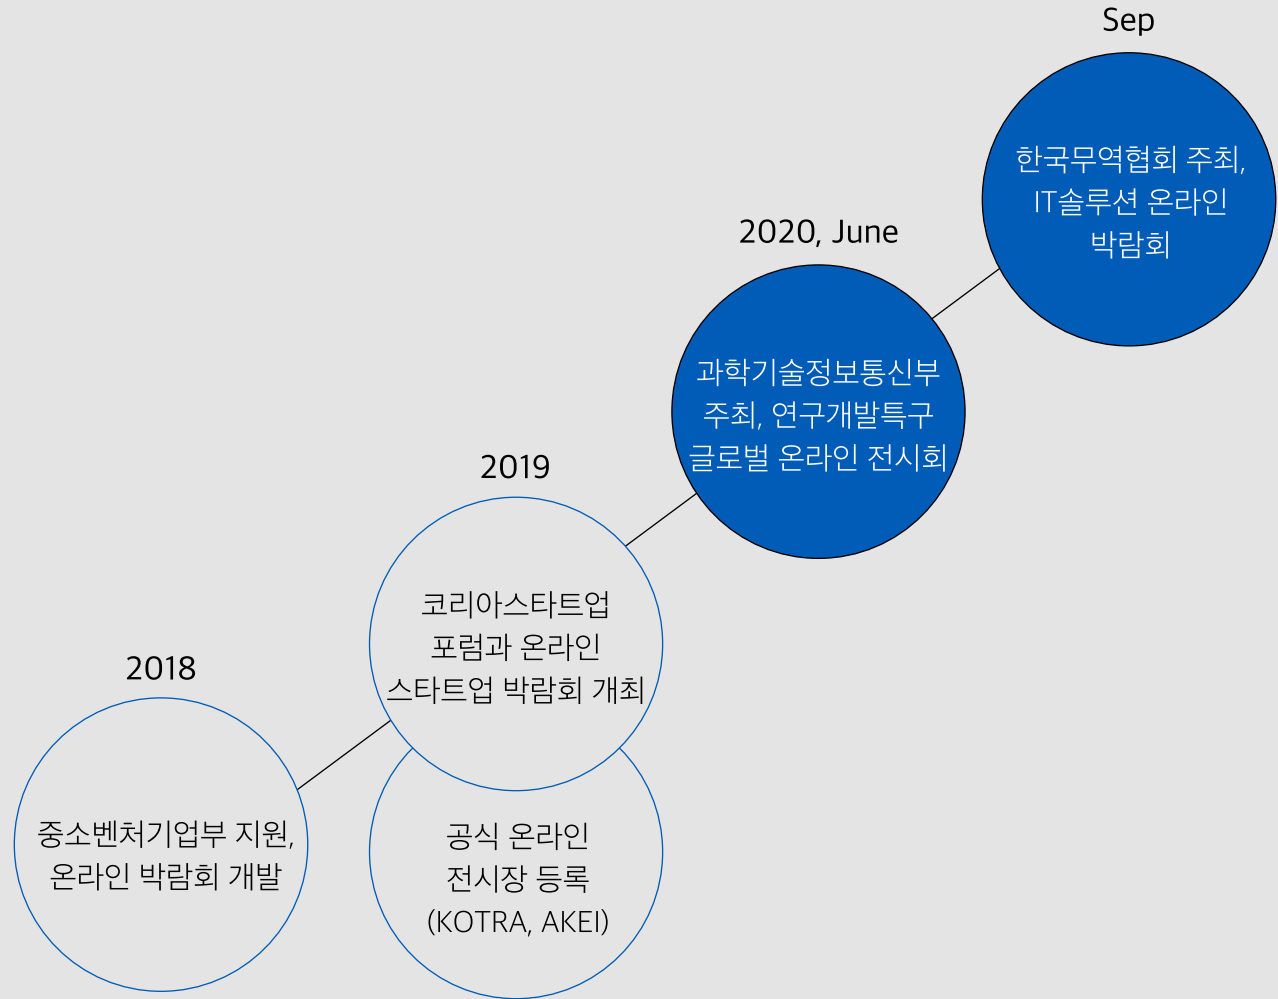 2018
중소벤처기업부 지원,
온라인 박람회 개발
2019
코리아스타트업
포럼과 온라인
스타트업 박람회 개최
공식 온라인
전시장 등록
(KOTRA, AKEI)
2020, June
과학기술정보통신부
주최, 연구개발특구
글로벌 온라인 전시회
Sep
한국무역협회 주최,
IT솔루션 온라인
박람회